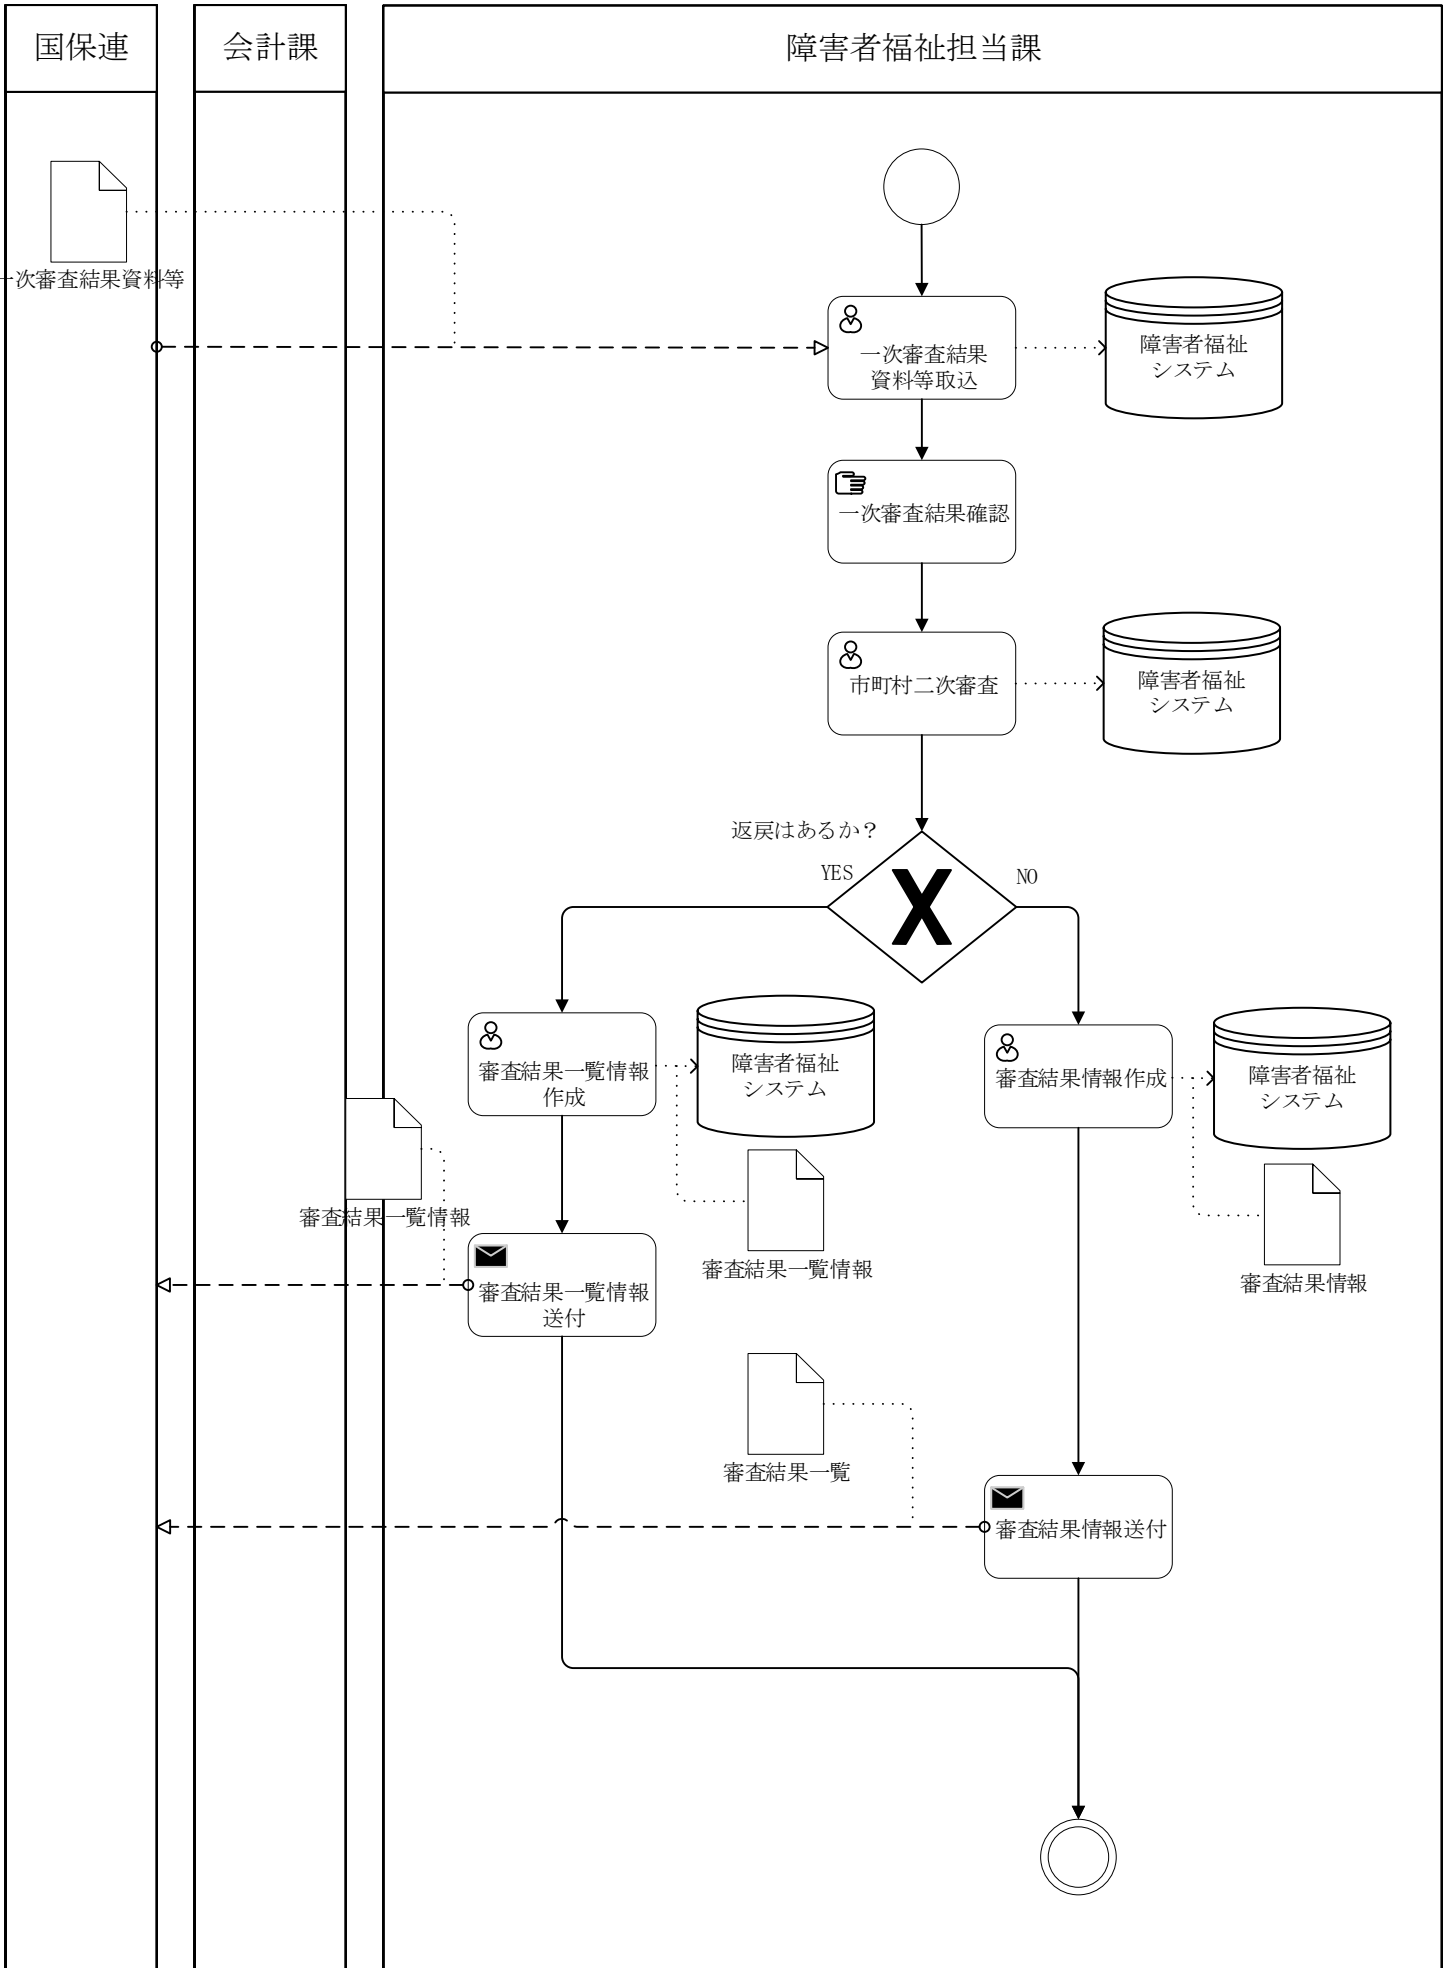 国保連
会計課
障害者福祉担当課
一次審査結果資料等
一次審査結果
資料等取込
障害者福祉
システム
一次審査結果確認
市町村二次審査
障害者福祉
システム
返戻はあるか？
YES
NO
審査結果一覧情報
作成
障害者福祉
システム
審査結果情報作成
障害者福祉
システム
審査結果一覧情報
審査結果一覧情報
審査結果情報
審査結果一覧情報
送付
審査結果一覧
審査結果情報送付